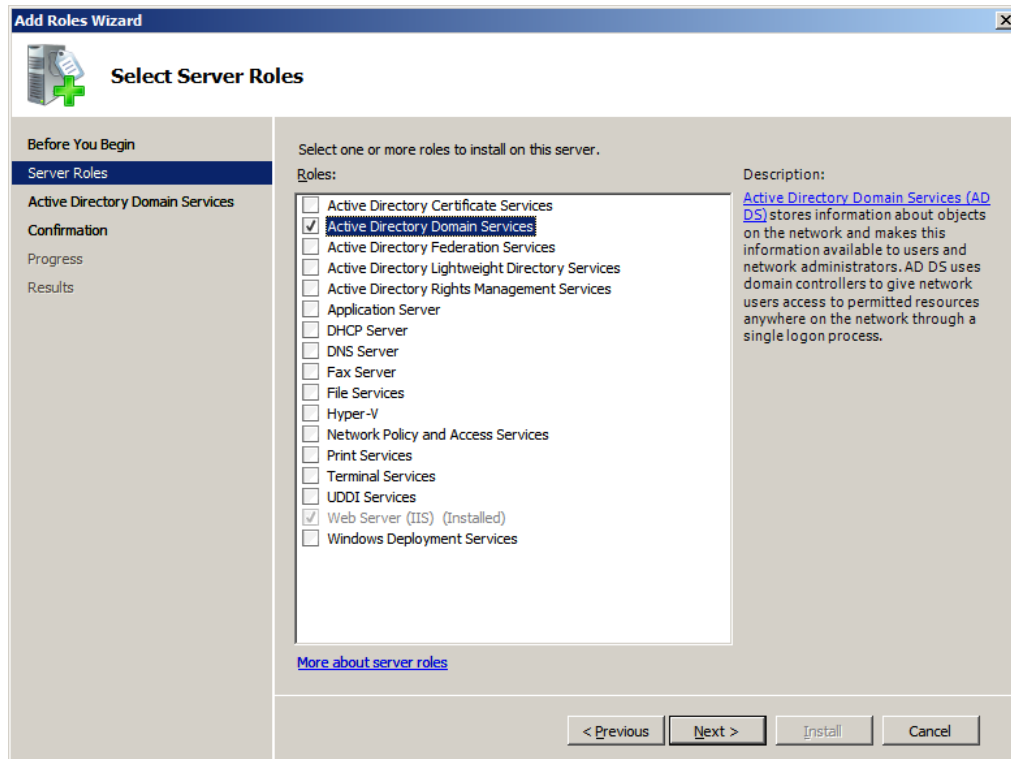 Add Roles Wizard
Select Server Roles
Before You Begin
Server Roles
Active Directory Domain Services
Confirmation
Progress
Results
Select one or more roles to install on this server.
Roles:
Active Directory Certificate Services
Active Directory Domain Services
Active Directory Federation Services
Active Directory Lightweight Directory Services
Active Directory Rights Management Services
Application Server
DHCP Server
DNS Server
Fax Server
File Services
Hyper-V
Network Policy and Access Services
Print Services
Terminal Services
UDDI Services
Web Server (IIS) (Installed)
Windows Deployment Services
More about server roles
Description:
Active Directory Domain Services (AD
DS) stores information about objects
on the network and makes this
information available to users and
network administrators. AD DS uses
domain controllers to give network
users access to permitted resources
anywhere on the network through a
single logon process.
< Previous
Next >
Install
Cancel